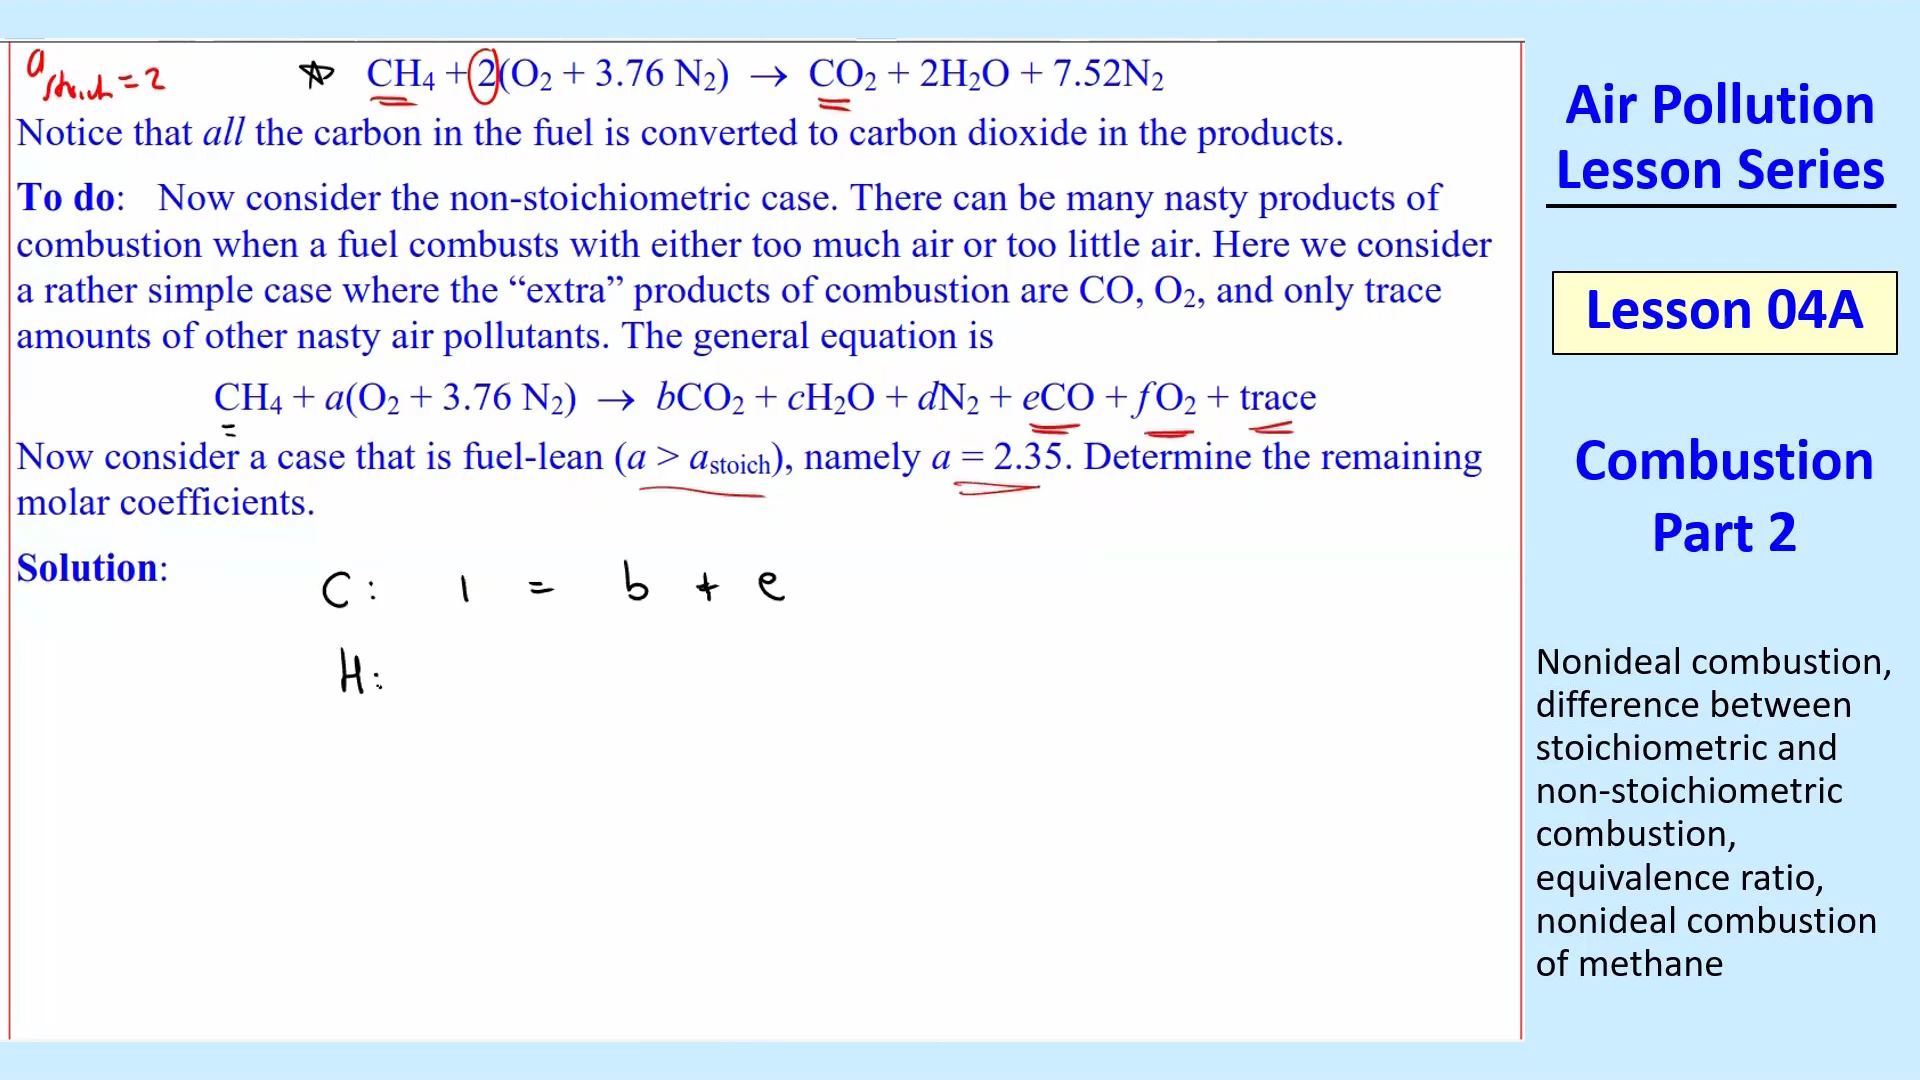 a stoich = 2
☆ CH₄ + 2(O₂ + 3.76 N₂) → CO₂ + 2H₂O + 7.52N₂
Notice that all the carbon in the fuel is converted to carbon dioxide in the products.
To do: Now consider the non-stoichiometric case. There can be many nasty products of
combustion when a fuel combusts with either too much air or too little air. Here we consider
a rather simple case where the “extra” products of combustion are CO, O₂, and only trace
amounts of other nasty air pollutants. The general equation is
CH₄ + a(O₂ + 3.76 N₂) → bCO₂ + cH₂O + dN₂ + eCO + fO₂ + trace
Now consider a case that is fuel-lean (a > a_stoich), namely a = 2.35. Determine the remaining
molar coefficients.
Solution:
C: 1 = b + e
H:
Air Pollution
Lesson Series
Lesson 04A
Combustion
Part 2
Nonideal combustion,
difference between
stoichiometric and
non-stoichiometric
combustion,
equivalence ratio,
nonideal combustion
of methane